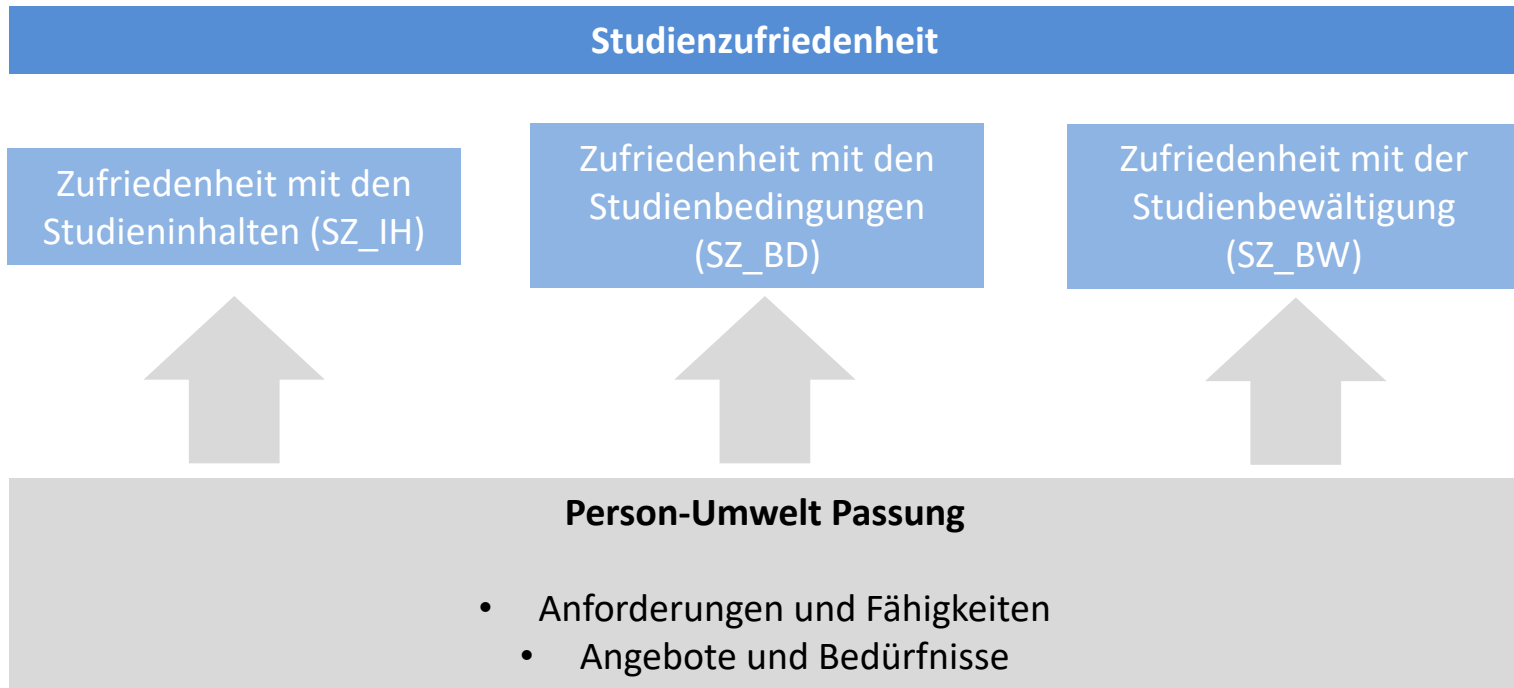 Studienzufriedenheit
Zufriedenheit mit den
Studieninhalten (SZ_IH)
Zufriedenheit mit den
Studienbedingungen
(SZ_BD)
Zufriedenheit mit der
Studienbewältigung
(SZ_BW)
Person-Umwelt Passung
• Anforderungen und Fähigkeiten
• Angebote und Bedürfnisse